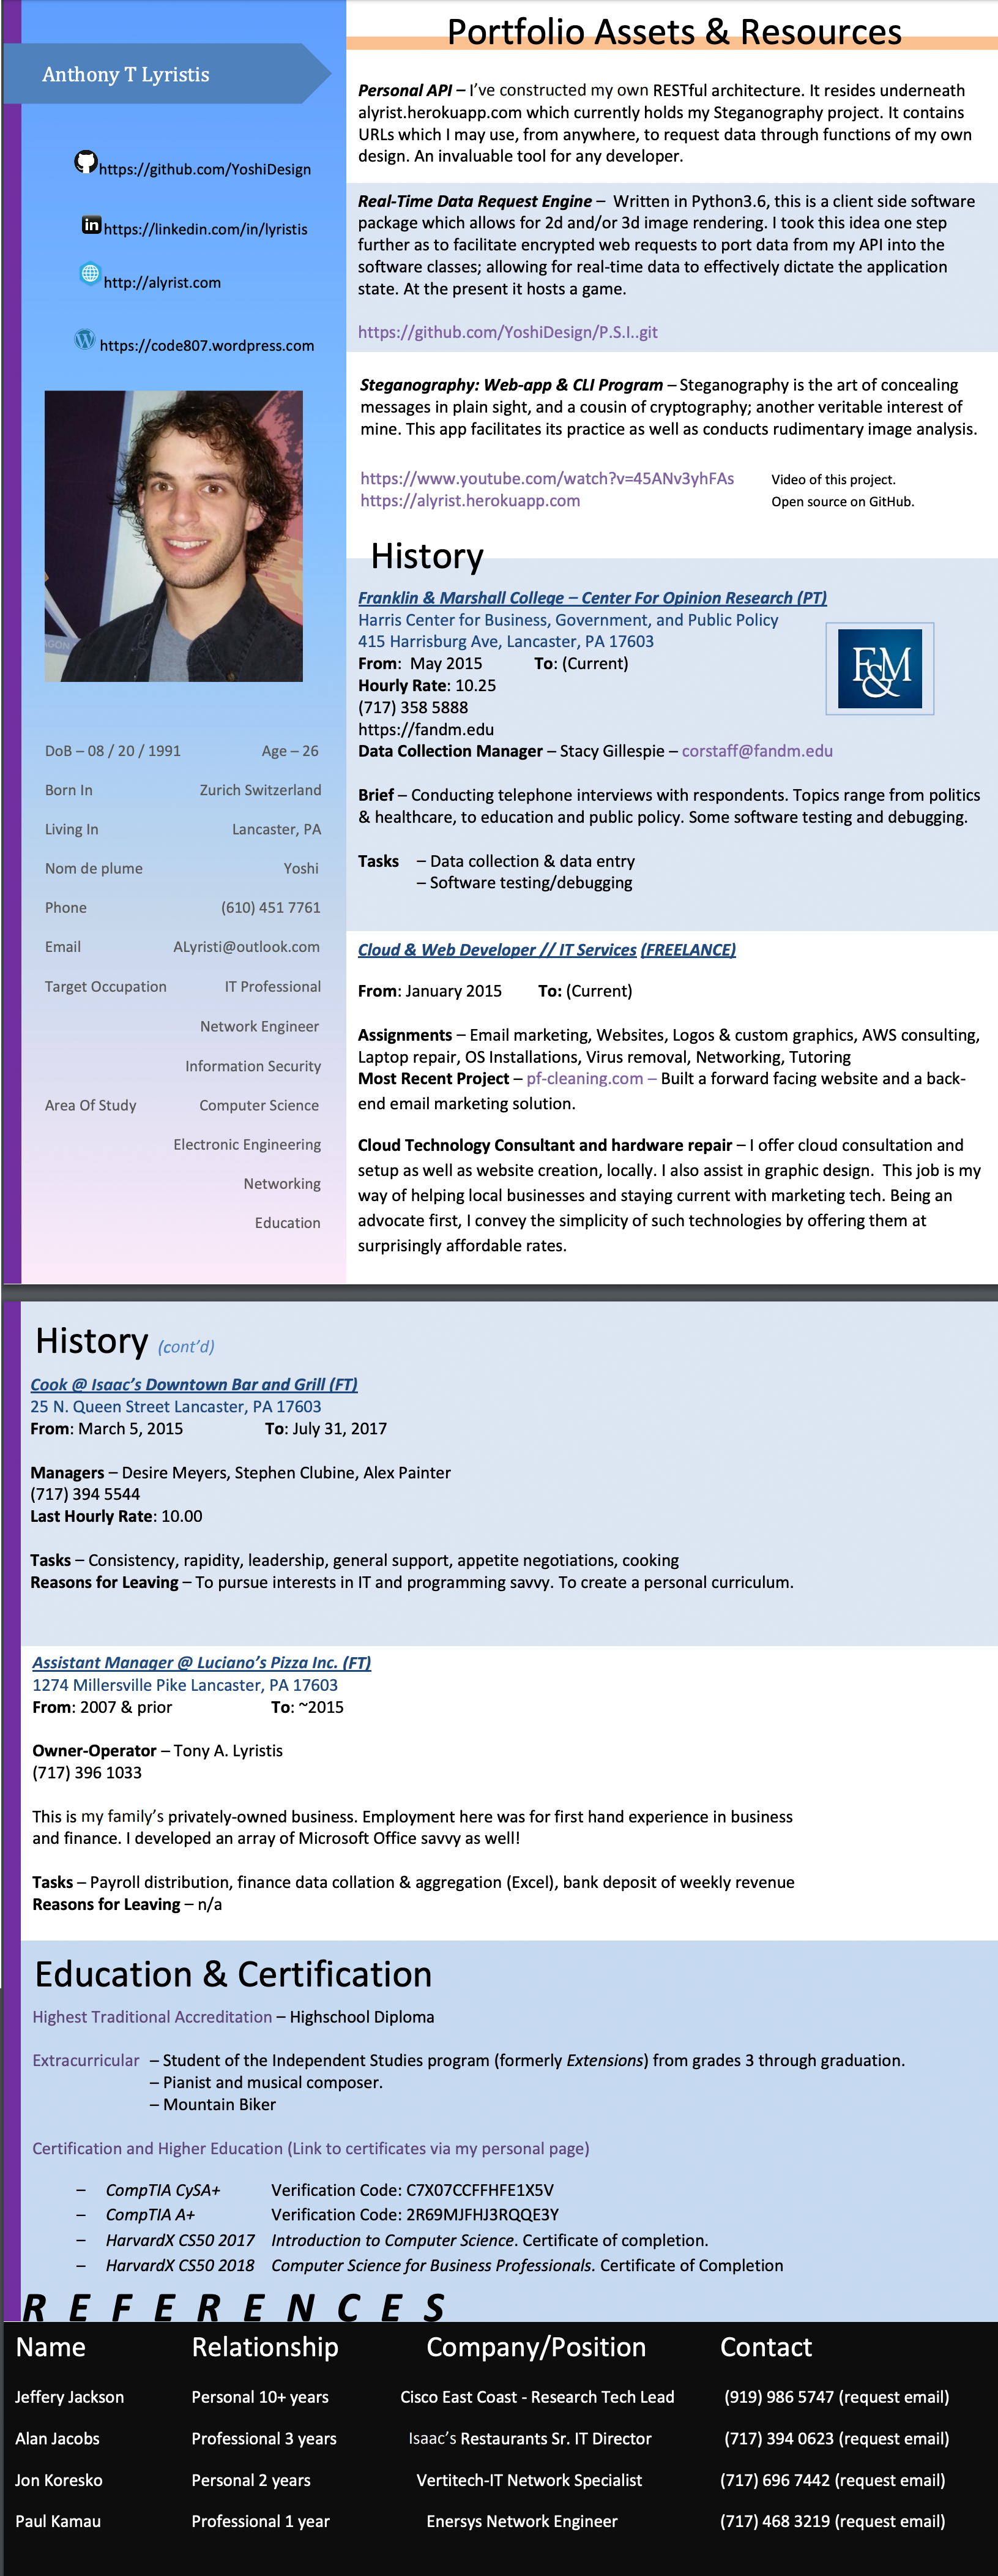 Anthony T Lyristis
https://github.com/YoshiDesign
https://linkedin.com/in/lyristis
http://alyrist.com
https://code807.wordpress.com
DoB – 08 / 20 / 1991 Age – 26
Born In Zurich Switzerland
Living In Lancaster, PA
Nom de plume Yoshi
Phone (610) 451 7761
Email ALyristi@outlook.com
Target Occupation IT Professional
Network Engineer
Information Security
Area Of Study Computer Science
Electronic Engineering
Networking
Education
Portfolio Assets & Resources
Personal API – I’ve constructed my own RESTful architecture. It resides underneath
alyrist.herokuapp.com which currently holds my Steganography project. It contains
URLs which I may use, from anywhere, to request data through functions of my own
design. An invaluable tool for any developer.
Real-Time Data Request Engine – Written in Python3.6, this is a client side software
package which allows for 2d and/or 3d image rendering. I took this idea one step
further as to facilitate encrypted web requests to port data from my API into the
software classes; allowing for real-time data to effectively dictate the application
state. At the present it hosts a game.
https://github.com/YoshiDesign/P.S.I..git
Steganography: Web-app & CLI Program – Steganography is the art of concealing
messages in plain sight, and a cousin of cryptography; another veritable interest of
mine. This app facilitates its practice as well as conducts rudimentary image analysis.
https://www.youtube.com/watch?v=45ANv3yhFAs Video of this project.
https://alyrist.herokuapp.com Open source on GitHub.
History
Franklin & Marshall College – Center For Opinion Research (PT)
Harris Center for Business, Government, and Public Policy
415 Harrisburg Ave, Lancaster, PA 17603
From: May 2015 To: (Current)
Hourly Rate: 10.25
(717) 358 5888
https://fandm.edu
Data Collection Manager – Stacy Gillespie – corstaff@fandm.edu
F&M
Brief – Conducting telephone interviews with respondents. Topics range from politics
& healthcare, to education and public policy. Some software testing and debugging.
Tasks – Data collection & data entry
– Software testing/debugging
Cloud & Web Developer // IT Services (FREELANCE)
From: January 2015 To: (Current)
Assignments – Email marketing, Websites, Logos & custom graphics, AWS consulting,
Laptop repair, OS Installations, Virus removal, Networking, Tutoring
Most Recent Project – pf-cleaning.com – Built a forward facing website and a back-
end email marketing solution.
Cloud Technology Consultant and hardware repair – I offer cloud consultation and
setup as well as website creation, locally. I also assist in graphic design. This job is my
way of helping local businesses and staying current with marketing tech. Being an
advocate first, I convey the simplicity of such technologies by offering them at
surprisingly affordable rates.
History (cont’d)
Cook @ Isaac’s Downtown Bar and Grill (FT)
25 N. Queen Street Lancaster, PA 17603
From: March 5, 2015 To: July 31, 2017
Managers – Desire Meyers, Stephen Clubine, Alex Painter
(717) 394 5544
Last Hourly Rate: 10.00
Tasks – Consistency, rapidity, leadership, general support, appetite negotiations, cooking
Reasons for Leaving – To pursue interests in IT and programming savvy. To create a personal curriculum.
Assistant Manager @ Luciano’s Pizza Inc. (FT)
1274 Millersville Pike Lancaster, PA 17603
From: 2007 & prior To: ~2015
Owner-Operator – Tony A. Lyristis
(717) 396 1033
This is my family’s privately-owned business. Employment here was for first hand experience in business
and finance. I developed an array of Microsoft Office savvy as well!
Tasks – Payroll distribution, finance data collation & aggregation (Excel), bank deposit of weekly revenue
Reasons for Leaving – n/a
Education & Certification
Highest Traditional Accreditation – Highschool Diploma
Extracurricular – Student of the Independent Studies program (formerly Extensions) from grades 3 through graduation.
– Pianist and musical composer.
– Mountain Biker
Certification and Higher Education (Link to certificates via my personal page)
– CompTIA CySA+ Verification Code: C7X07CCFFHFE1X5V
– CompTIA A+ Verification Code: 2R69MJFHJ3RQQE3Y
– HarvardX CS50 2017 Introduction to Computer Science. Certificate of completion.
– HarvardX CS50 2018 Computer Science for Business Professionals. Certificate of Completion
REFERENCES
Name Relationship Company/Position Contact
Jeffery Jackson Personal 10+ years Cisco East Coast - Research Tech Lead (919) 986 5747 (request email)
Alan Jacobs Professional 3 years Isaac’s Restaurants Sr. IT Director (717) 394 0623 (request email)
Jon Koresko Personal 2 years Vertitech-IT Network Specialist (717) 696 7442 (request email)
Paul Kamau Professional 1 year Enersys Network Engineer (717) 468 3219 (request email)